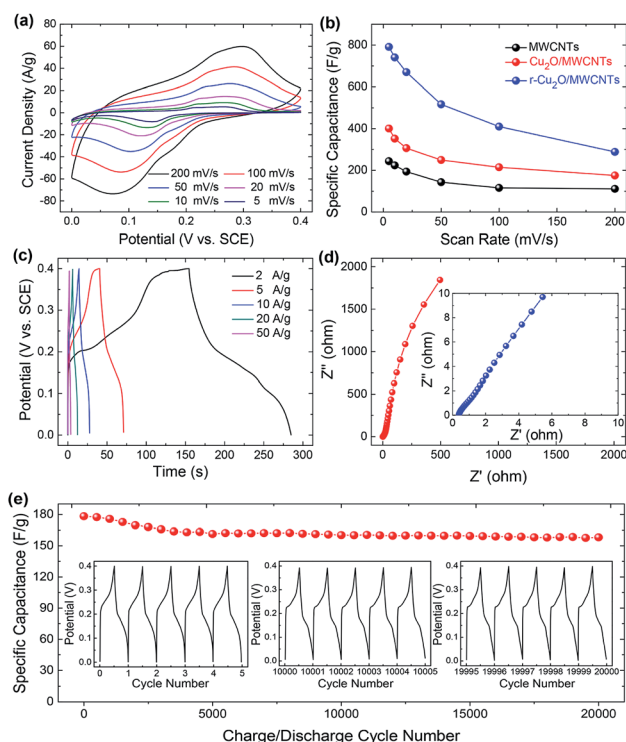 (a)
Current Density (A/g)
80
60
40
20
0
-20
-40
-60
-80
200 mV/s
100 mV/s
50 mV/s
20 mV/s
10 mV/s
5 mV/s
0.0 0.1 0.2 0.3 0.4
Potential (V vs. SCE)
(b)
Specific Capacitance (F/g)
800
600
400
200
0
MWCNTs
Cu2O/MWCNTs
r-Cu2O/MWCNTs
0 50 100 150 200
Scan Rate (mV/s)
(c)
Potential (V vs. SCE)
0.4
0.3
0.2
0.1
0.0
2 A/g
5 A/g
10 A/g
20 A/g
50 A/g
0 50 100 150 200 250 300
Time (s)
(d)
Z'' (ohm)
2000
1500
1000
500
0
Z'' (ohm)
10
8
6
4
2
0
0 2 4 6 8 10
Z' (ohm)
0 500 1000 1500 2000
Z' (ohm)
(e)
Specific Capacitance (F/g)
180
150
120
90
60
30
0
Potential (V)
0.4
0.3
0.2
0.1
0.0
0 1 2 3 4 5
Cycle Number
Potential (V)
0.4
0.3
0.2
0.1
0.0
10000 10001 10002 10003 10004 10005
Cycle Number
Potential (V)
0.4
0.3
0.2
0.1
0.0
19995 19996 19997 19998 19999 20000
Cycle Number
0 5000 10000 15000 20000
Charge/Discharge Cycle Number